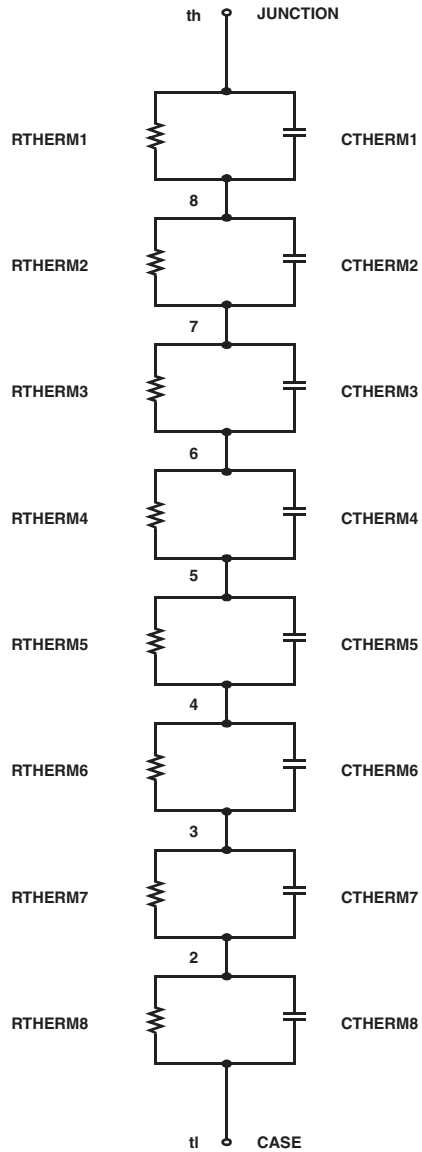 th JUNCTION
RTHERM1 CTHERM1
8
RTHERM2 CTHERM2
7
RTHERM3 CTHERM3
6
RTHERM4 CTHERM4
5
RTHERM5 CTHERM5
4
RTHERM6 CTHERM6
3
RTHERM7 CTHERM7
2
RTHERM8 CTHERM8
tl CASE